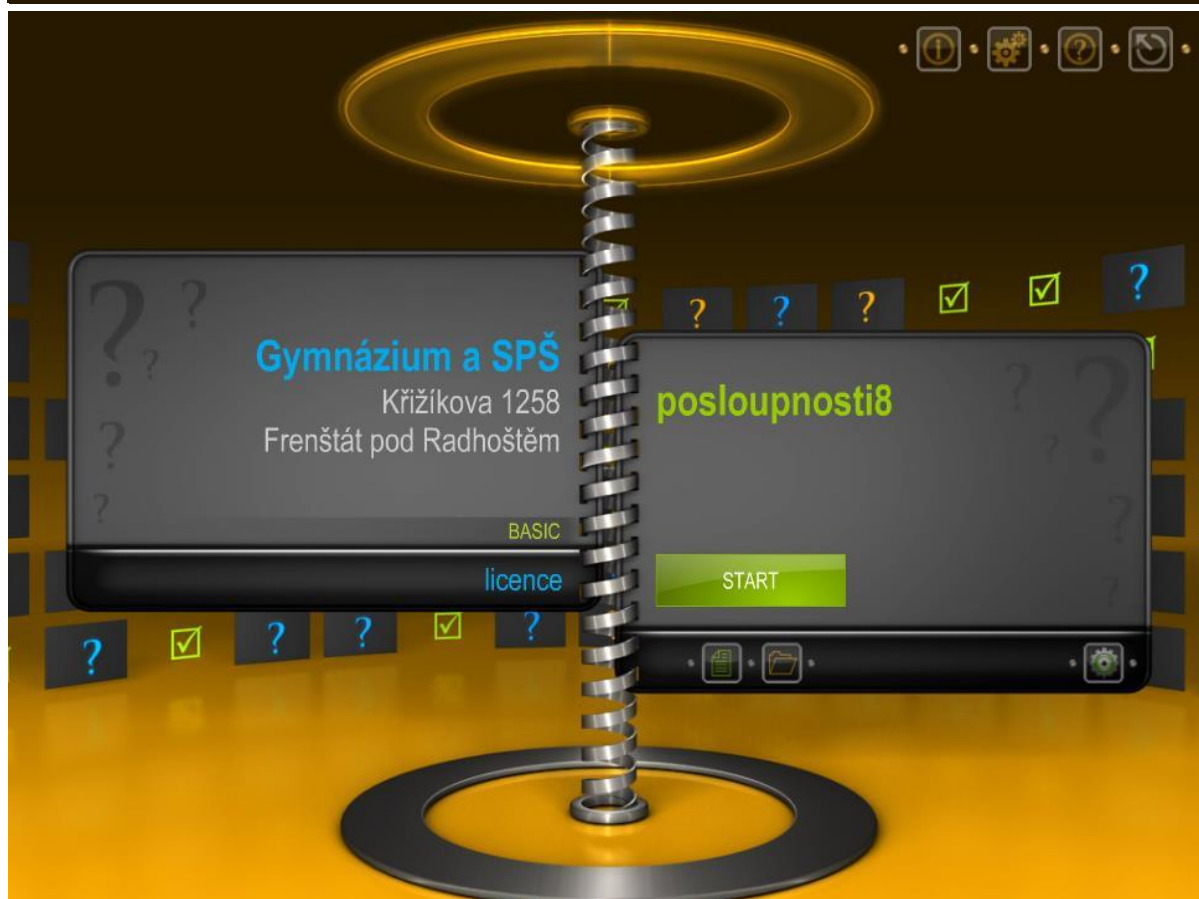 Gymnázium a SPŠ
Křižíkova 1258
Frenštát pod Radhoštěm
BASIC
licence
posloupnosti8
START